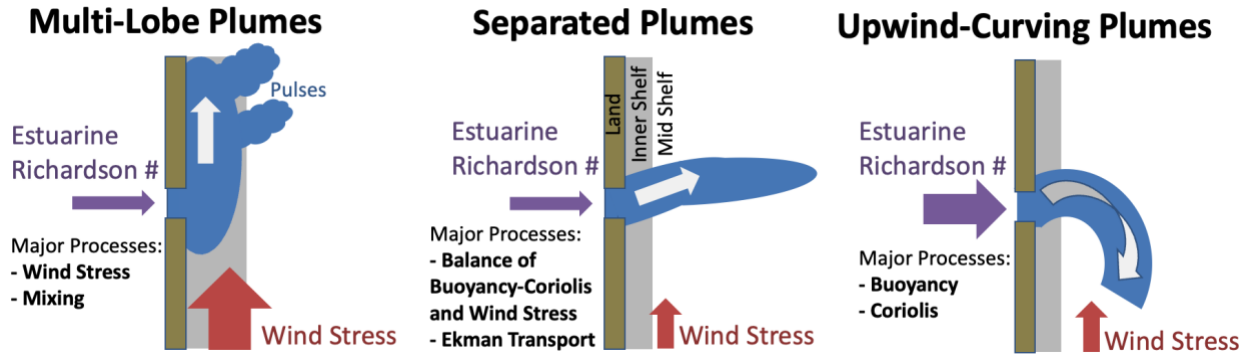 Multi-Lobe Plumes
Pulses
Estuarine
Richardson #
Major Processes:
- Wind Stress
- Mixing
Wind Stress
Separated Plumes
Land
Inner Shelf
Mid Shelf
Estuarine
Richardson #
Major Processes:
- Balance of
Buoyancy-Coriolis
and Wind Stress
- Ekman Transport
Wind Stress
Upwind-Curving Plumes
Estuarine
Richardson #
Major Processes:
- Buoyancy
- Coriolis
Wind Stress